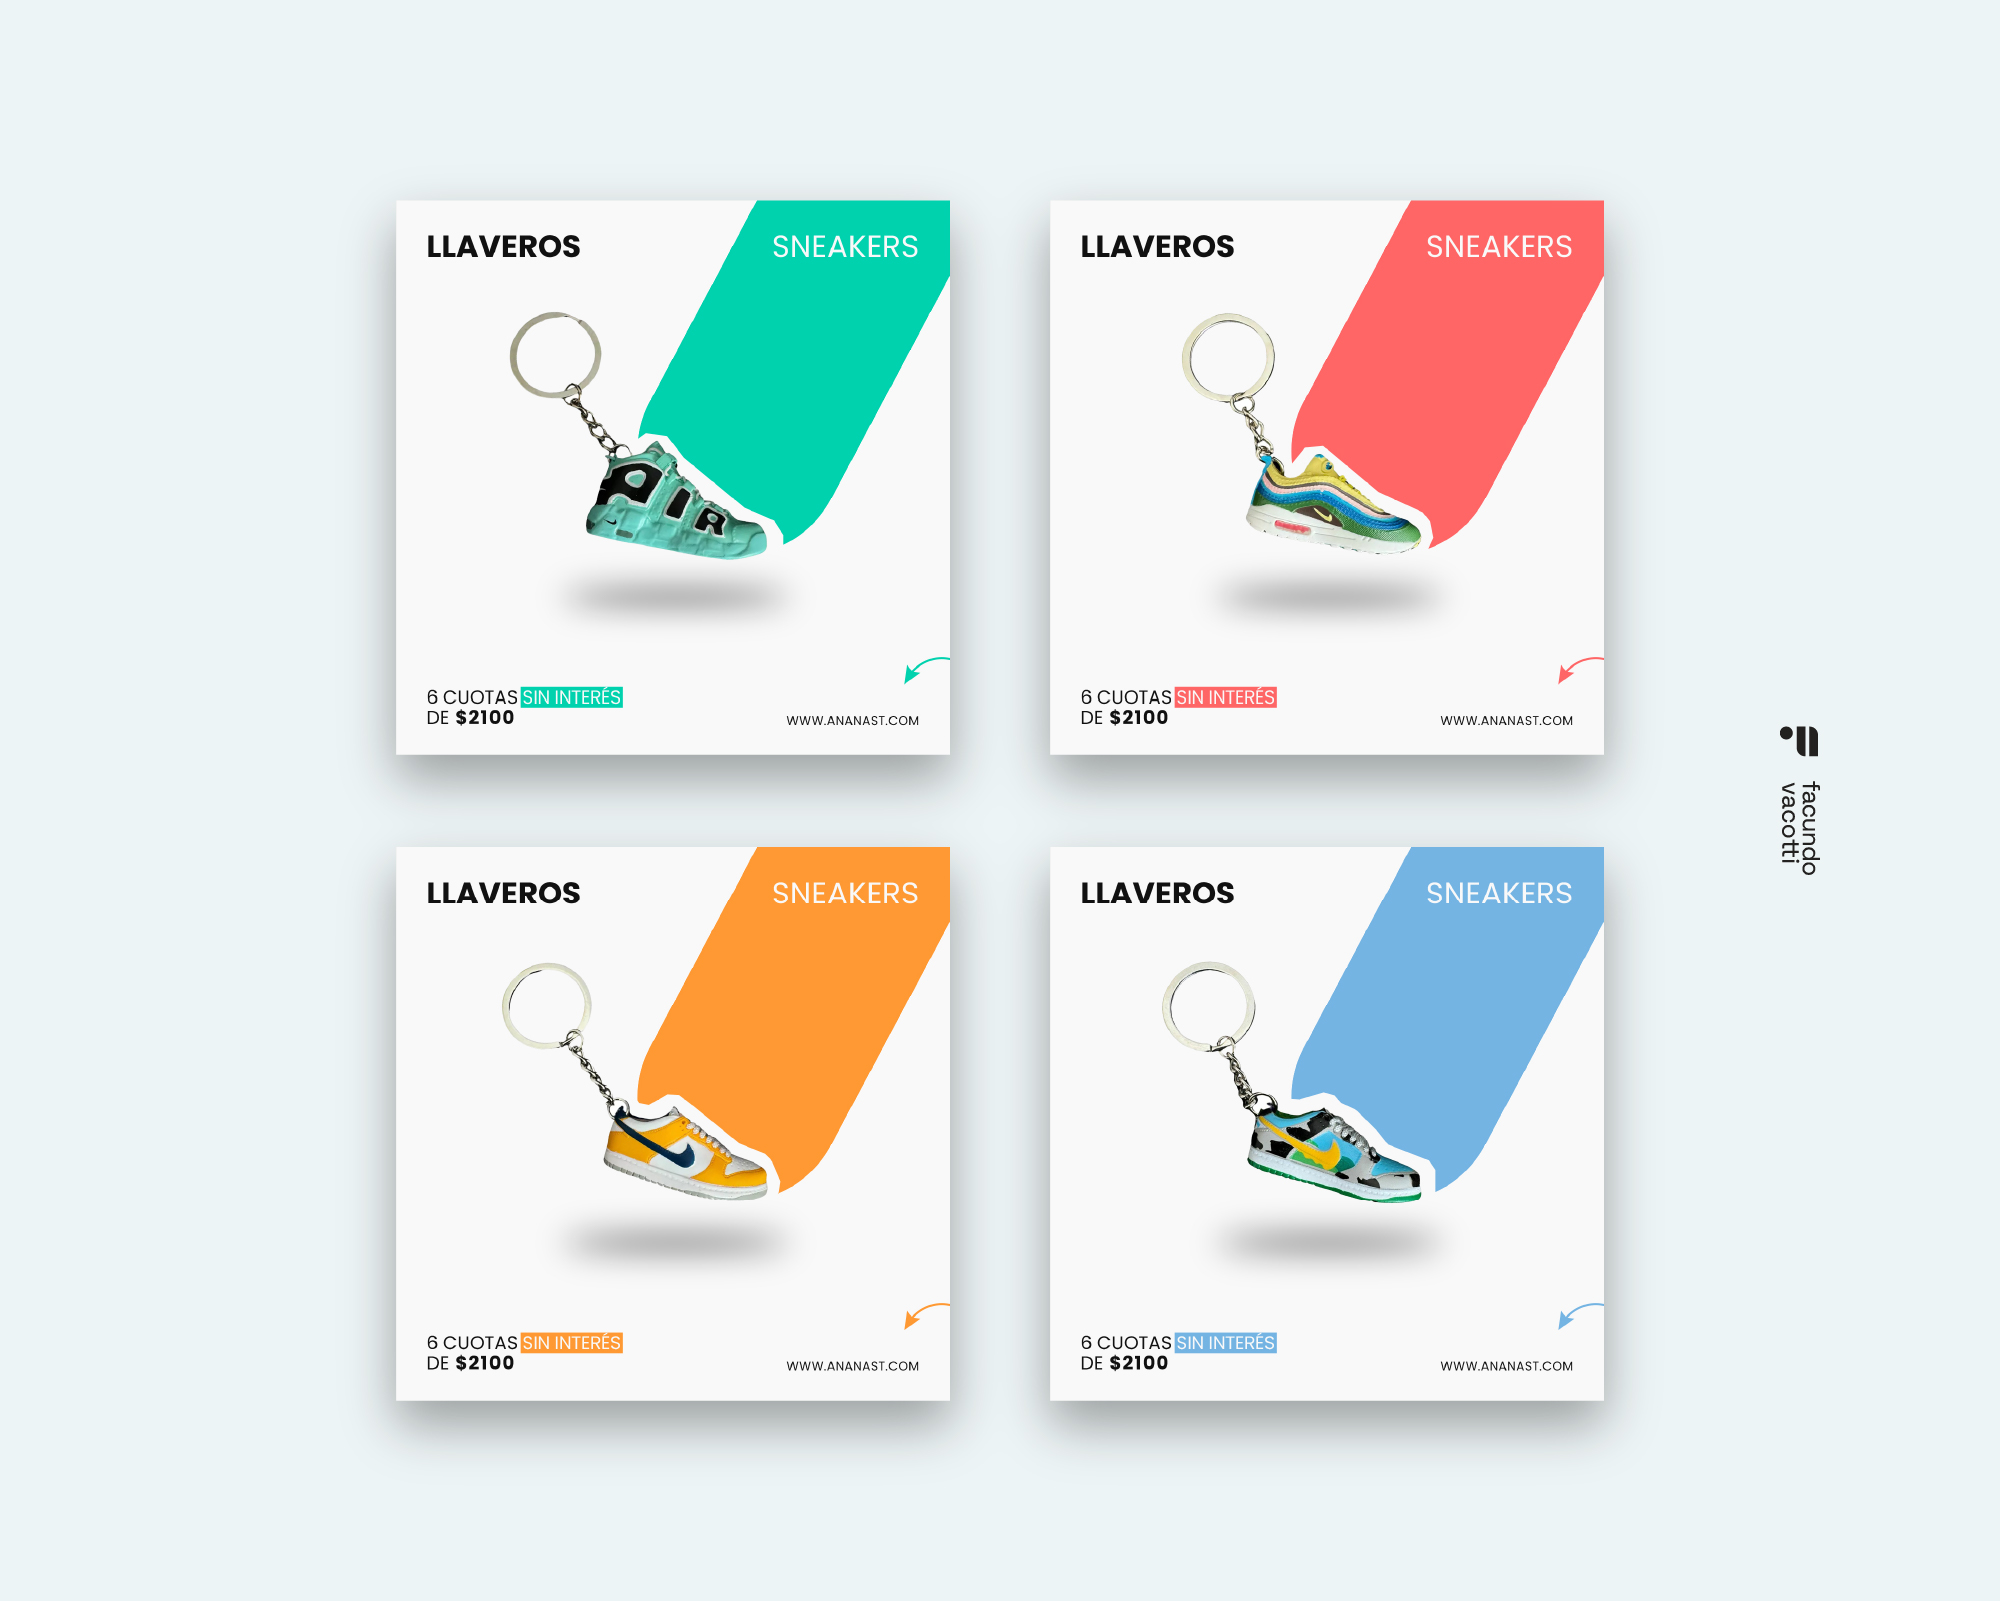 LLAVEROS
SNEAKERS
AIR
6 CUOTAS SIN INTERÉS
DE $2100
WWW.ANANAST.COM
LLAVEROS
SNEAKERS
6 CUOTAS SIN INTERÉS
DE $2100
WWW.ANANAST.COM
facundo
vacotti
LLAVEROS
SNEAKERS
6 CUOTAS SIN INTERÉS
DE $2100
WWW.ANANAST.COM
LLAVEROS
SNEAKERS
6 CUOTAS SIN INTERÉS
DE $2100
WWW.ANANAST.COM